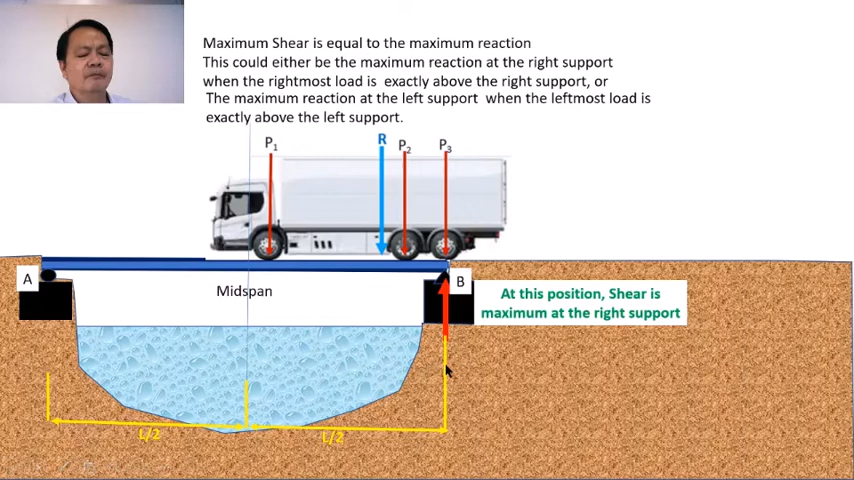 Maximum Shear is equal to the maximum reaction
This could either be the maximum reaction at the right support
when the rightmost load is exactly above the right support, or
The maximum reaction at the left support when the leftmost load is
exactly above the left support.
P₁
R
P₂
P₃
A
B
Midspan
At this position, Shear is
maximum at the right support
L/2
L/2